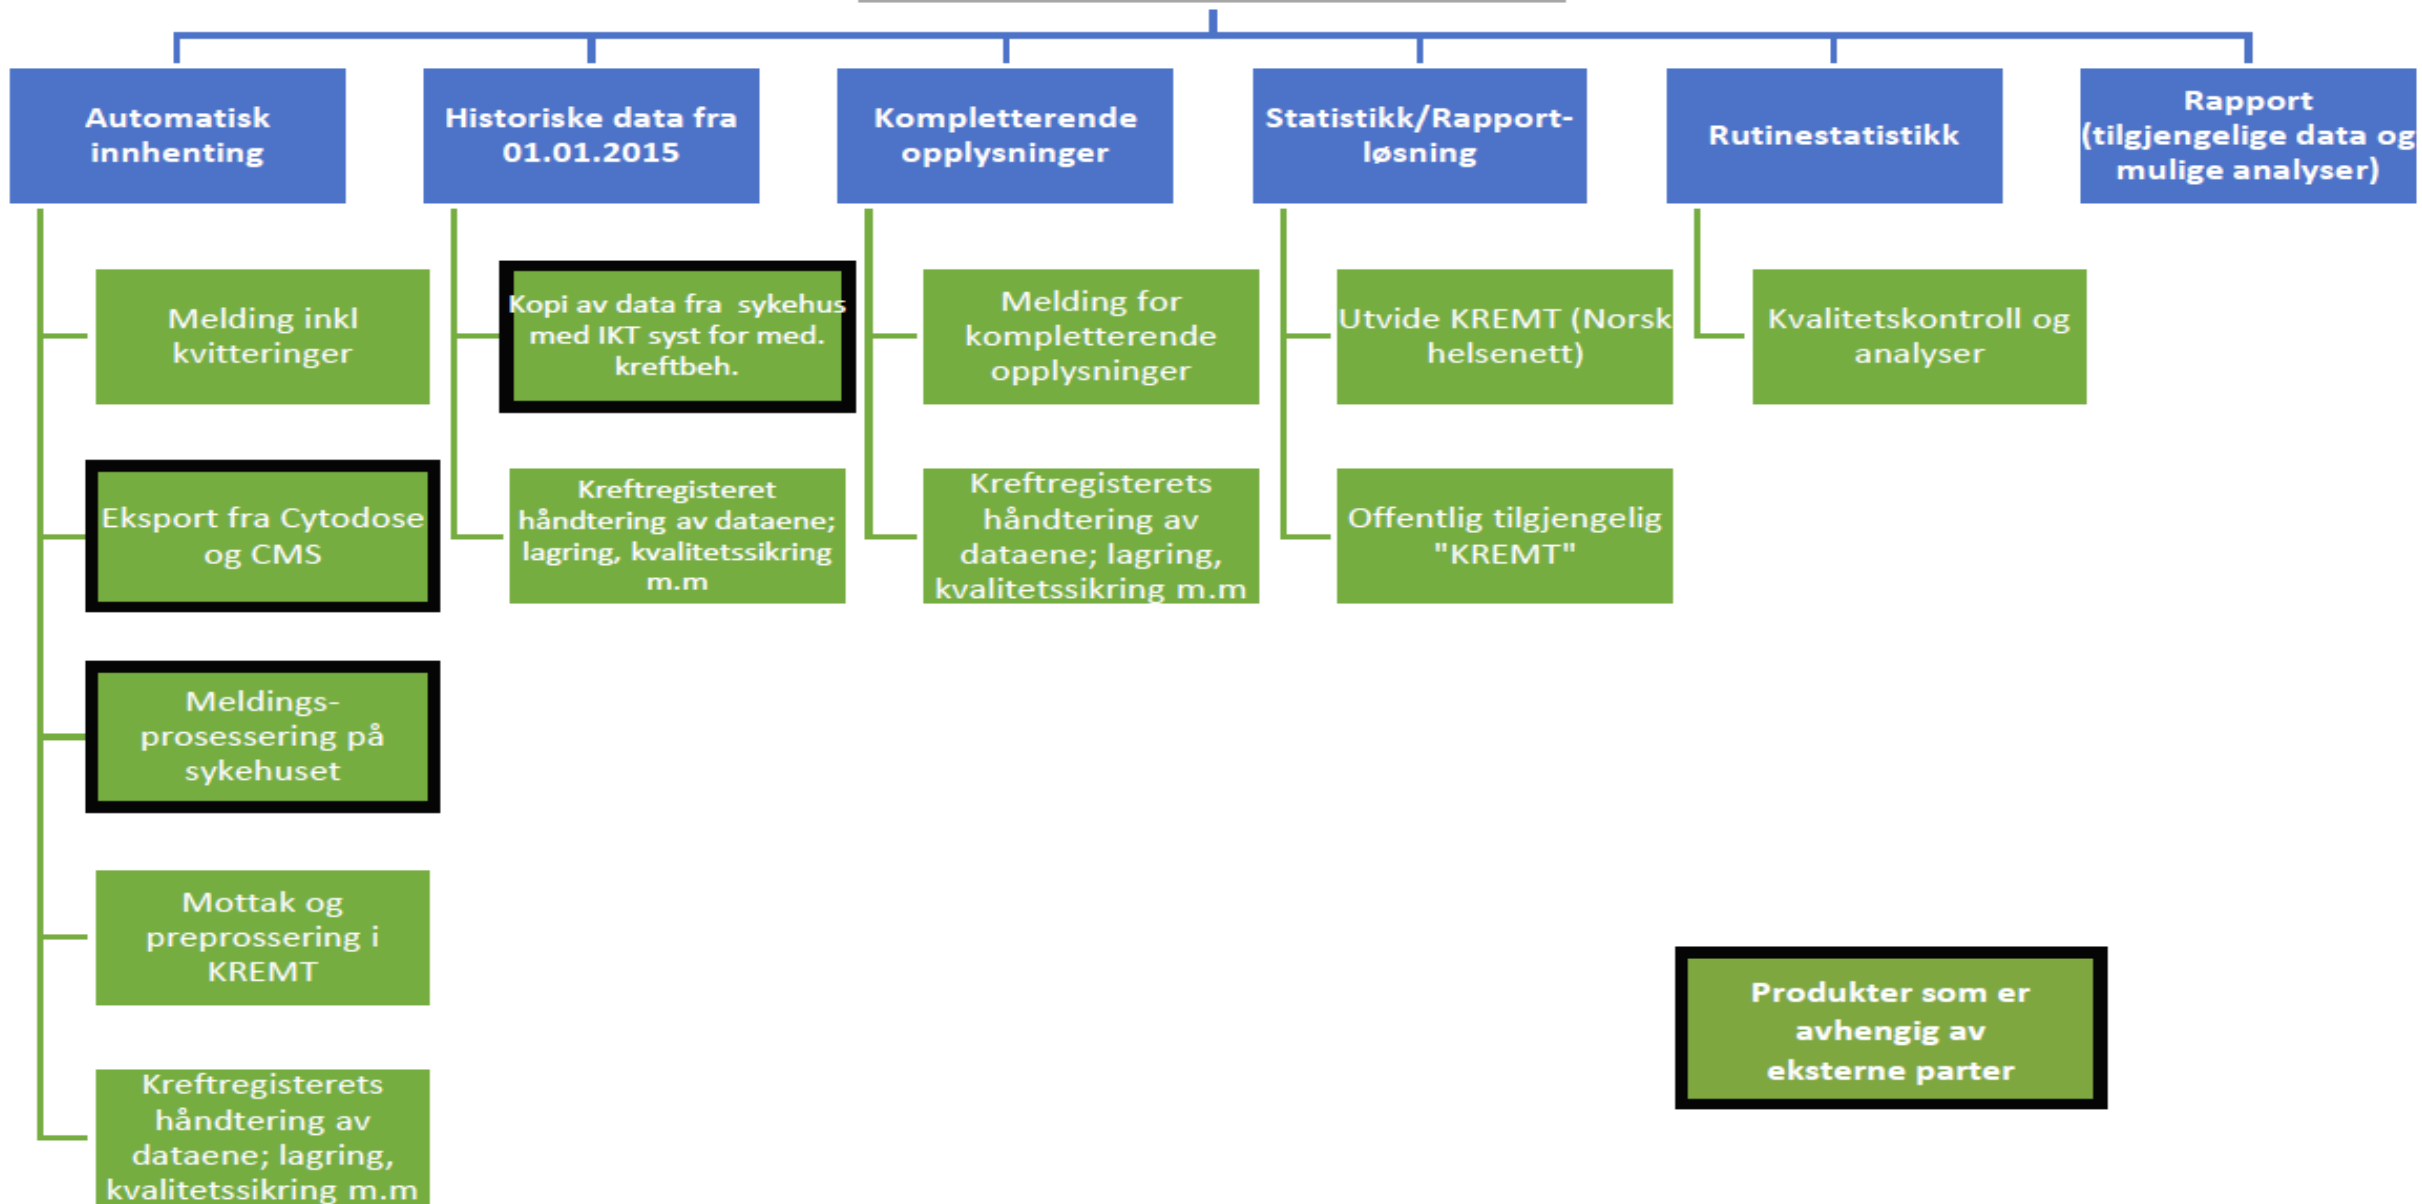 Automatisk
innhenting
Historiske data fra
01.01.2015
Kompletterende
opplysninger
Statistikk/Rapport-
løsning
Rutinestatistikk
Rapport
(tilgjengelige data og
mulige analyser)
Melding inkl
kvitteringer
Eksport fra Cytodose
og CMS
Meldings-
prosessering på
sykehuset
Mottak og
preprossering i
KREMT
Kreftregisterets
håndtering av
dataene; lagring,
kvalitetssikring m.m
Kopi av data fra  sykehus
med IKT syst for med.
kreftbeh.
Kreftregisteret
håndtering av dataene;
lagring, kvalitetssikring
m.m
Melding for
kompletterende
opplysninger
Kreftregisterets
håndtering av
dataene; lagring,
kvalitetssikring m.m
Utvide KREMT (Norsk
helsenett)
Offentlig tilgjengelig
"KREMT"
Kvalitetskontroll og
analyser
Produkter som er
avhengig av
eksterne parter